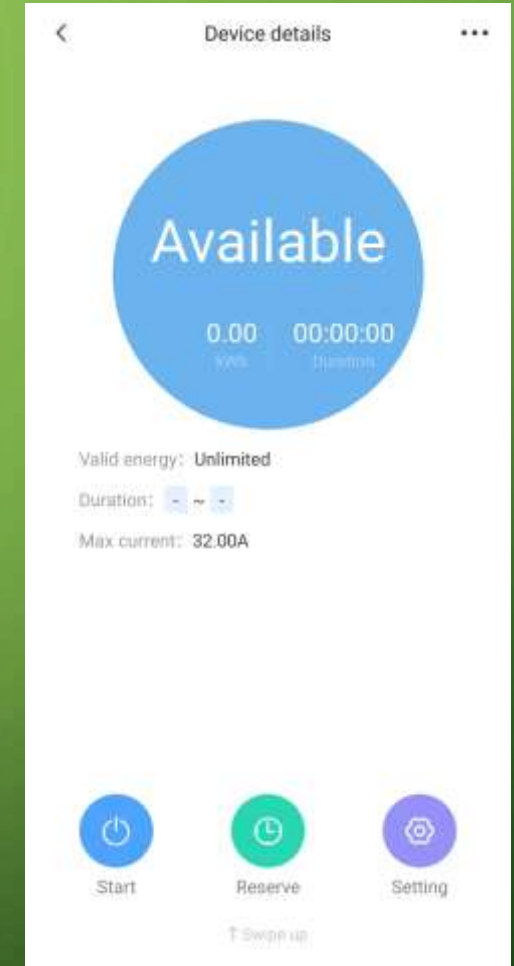 Device details
Available
0.00 00:00:00
kWh Duration
Valid energy: Unlimited
Duration: - ~ -
Max current: 32.00A
Start Reserve Setting
↑ Swipe up